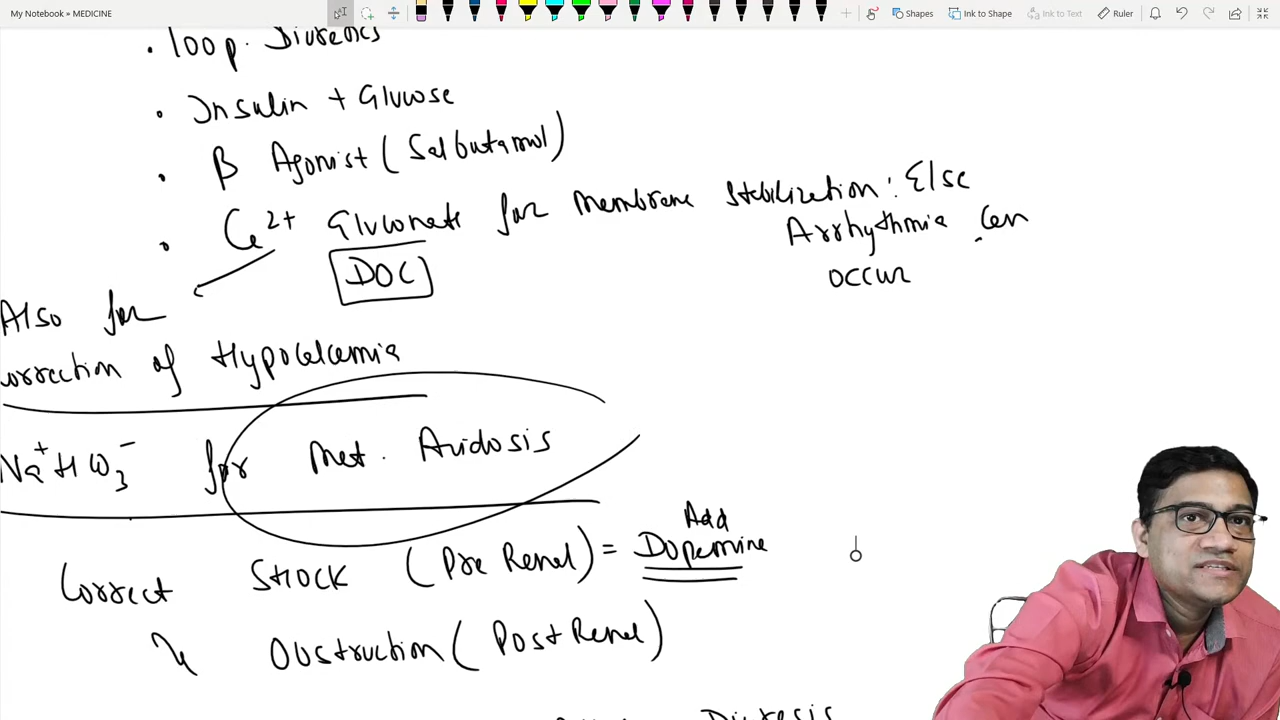 My Notebook » MEDICINE
Shapes
Ink to Shape
Ink to Text
Ruler
• Loop. Diuretics
• Insulin + Glucose
• β Agonist (Salbutamol)
• Ca2+ Gluconate for Membrane Stabilization: Else
Arrhythmia Can
occur
DOC
Also for
orrection of Hypocalcemia
Na+HCO3- for Met. Acidosis
Add
Correct SHOCK (Pre Renal) = Dopamine
Obstruction (Post Renal)
Diuresis